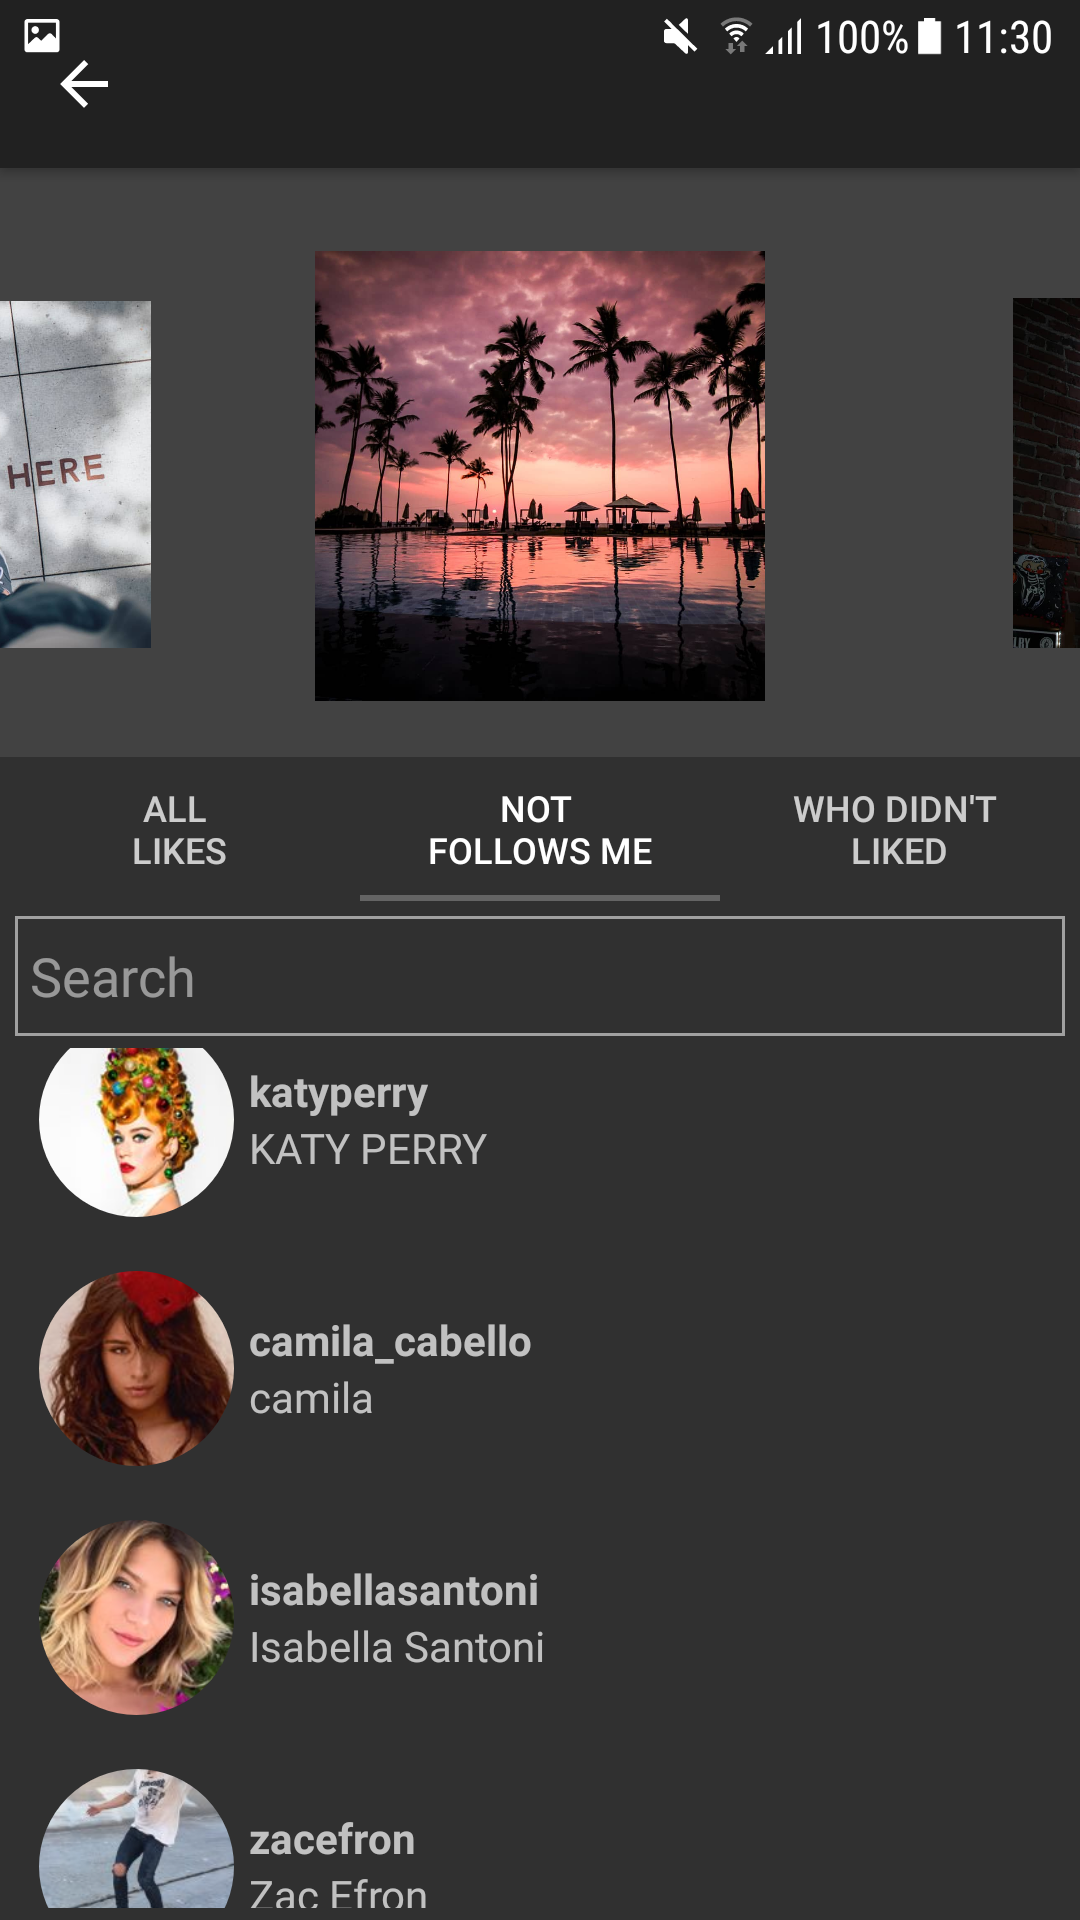 100% 11:30
HERE
ALL
LIKES
NOT
FOLLOWS ME
WHO DIDN'T
LIKED
Search
katyperry
KATY PERRY
camila_cabello
camila
isabellasantoni
Isabella Santoni
zacefron
Zac Efron